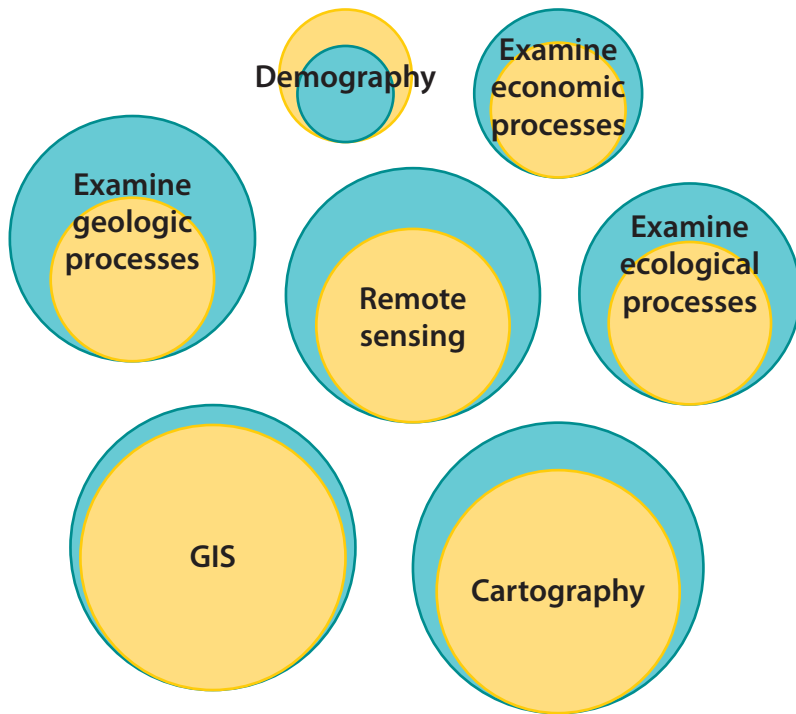 Demography
Examine
economic
processes
Examine
geologic
processes
Remote
sensing
Examine
ecological
processes
GIS
Cartography